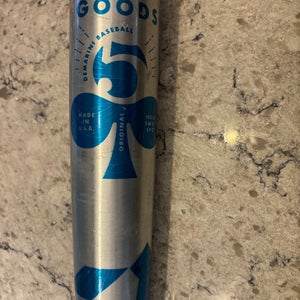 GOODS
DEMARINI BASEBALL
5
MADE
IN
U.S.A.
ORIGINAL